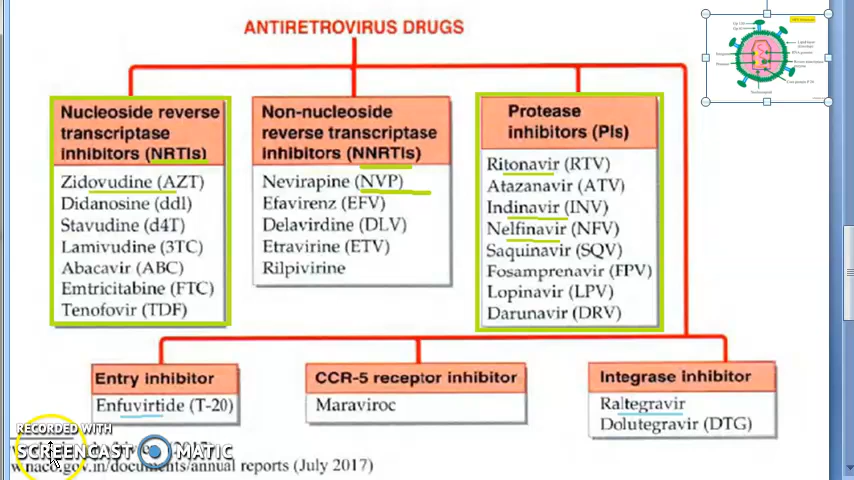 ANTIRETROVIRUS DRUGS
Nucleoside reverse
transcriptase
inhibitors (NRTIs)
Zidovudine (AZT)
Didanosine (ddI)
Stavudine (d4T)
Lamivudine (3TC)
Abacavir (ABC)
Emtricitabine (FTC)
Tenofovir (TDF)
Non-nucleoside
reverse transcriptase
inhibitors (NNRTIs)
Nevirapine (NVP)
Efavirenz (EFV)
Delavirdine (DLV)
Etravirine (ETV)
Rilpivirine
Protease
inhibitors (PIs)
Ritonavir (RTV)
Atazanavir (ATV)
Indinavir (INV)
Nelfinavir (NFV)
Saquinavir (SQV)
Fosamprenavir (FPV)
Lopinavir (LPV)
Darunavir (DRV)
Entry inhibitor
Enfuvirtide (T-20)
CCR-5 receptor inhibitor
Maraviroc
Integrase inhibitor
Raltegravir
Dolutegravir (DTG)
RECORDED WITH
SCREENCAST MATIC
w.naco.gov.in/documents/annual reports (July 2017)